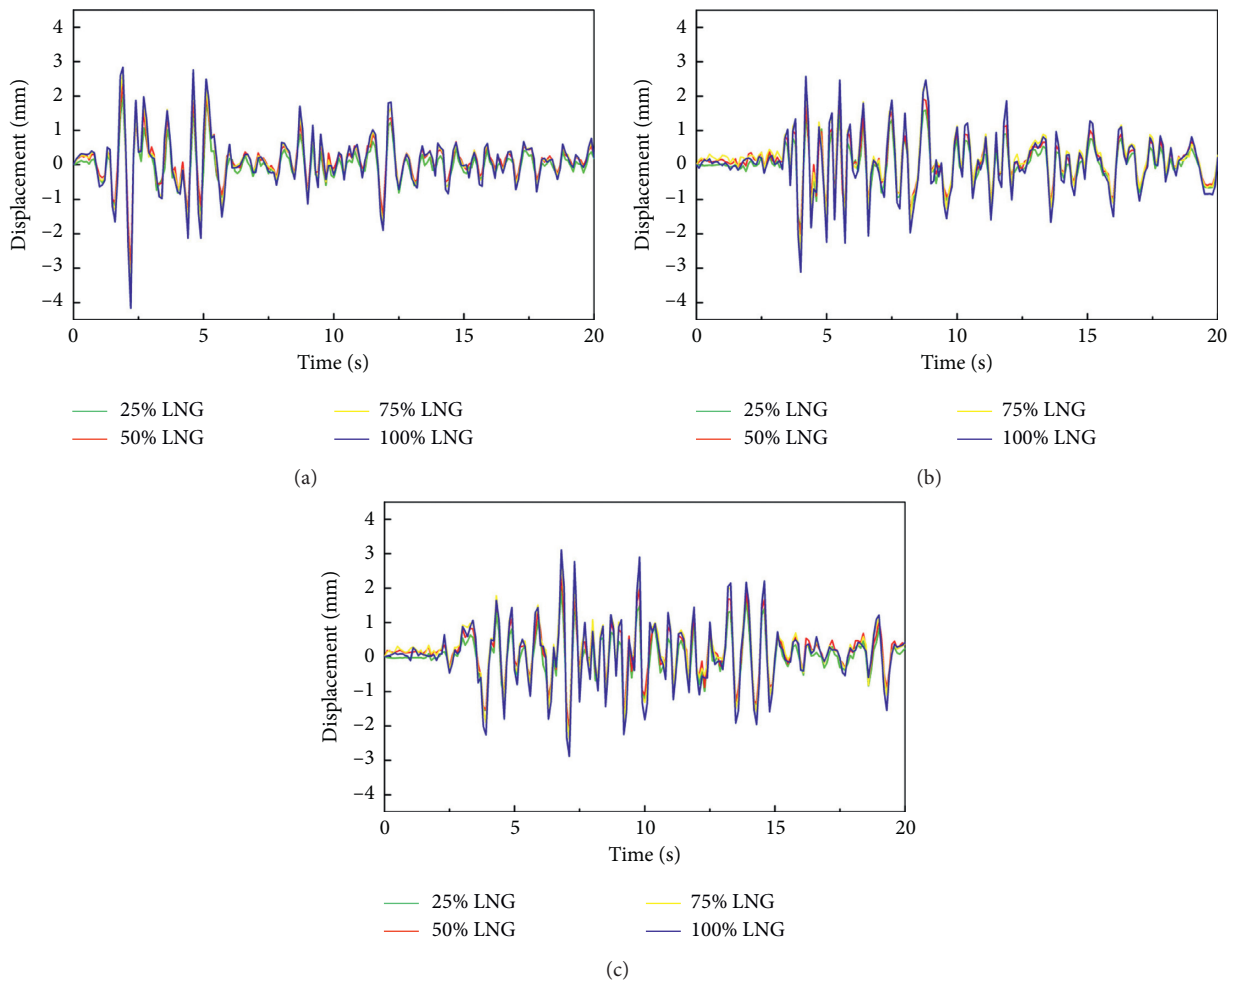 4
3
2
1
0
−1
−2
−3
−4
Displacement (mm)
0 5 10 15 20
Time (s)
25% LNG 75% LNG
50% LNG 100% LNG
(a)
4
3
2
1
0
−1
−2
−3
−4
Displacement (mm)
0 5 10 15 20
Time (s)
25% LNG 75% LNG
50% LNG 100% LNG
(b)
4
3
2
1
0
−1
−2
−3
−4
Displacement (mm)
0 5 10 15 20
Time (s)
25% LNG 75% LNG
50% LNG 100% LNG
(c)